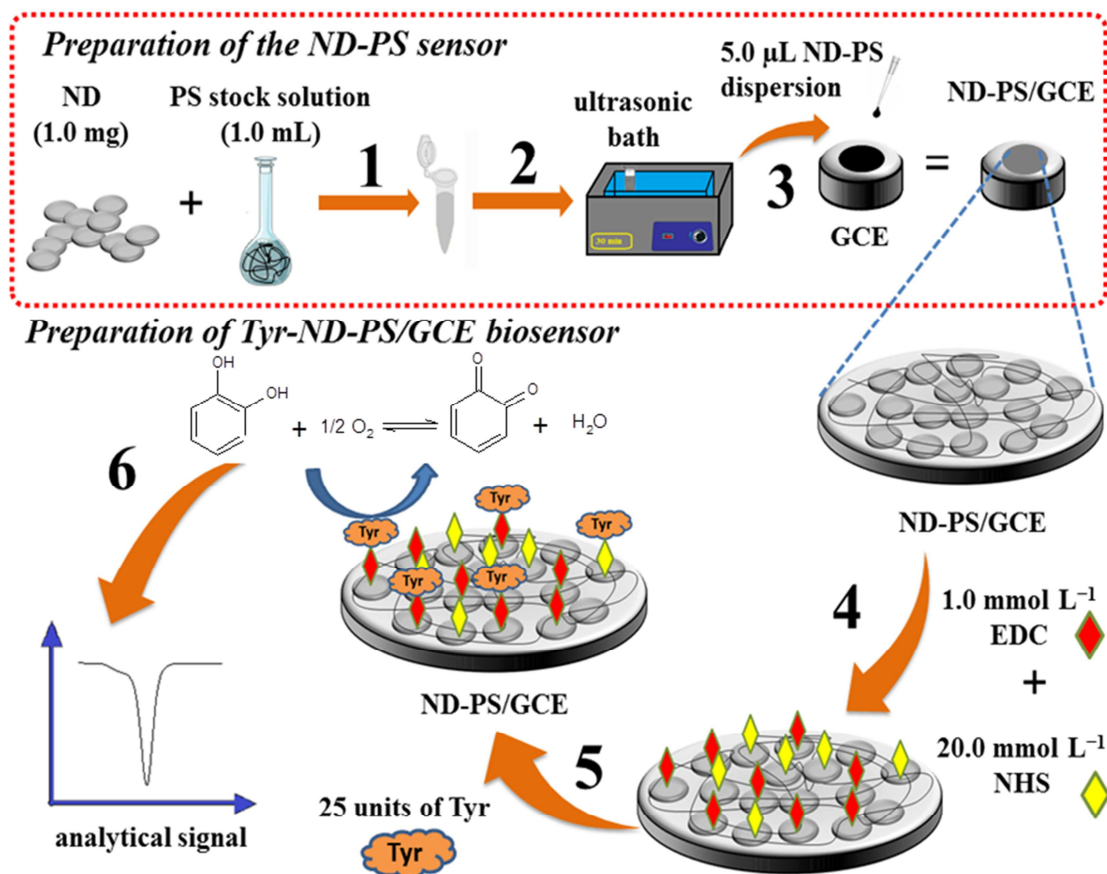 Preparation of the ND-PS sensor
ND
(1.0 mg)
+
PS stock solution
(1.0 mL)
1
2
ultrasonic
bath
30 min
5.0 µL ND-PS
dispersion
3
GCE
=
ND-PS/GCE
Preparation of Tyr-ND-PS/GCE biosensor
OH
OH
+ 1/2 O₂
O
O
+ H₂O
6
Tyr
Tyr
Tyr
Tyr
Tyr
ND-PS/GCE
ND-PS/GCE
4
1.0 mmol L⁻¹
EDC
+
20.0 mmol L⁻¹
NHS
5
25 units of Tyr
Tyr
analytical signal